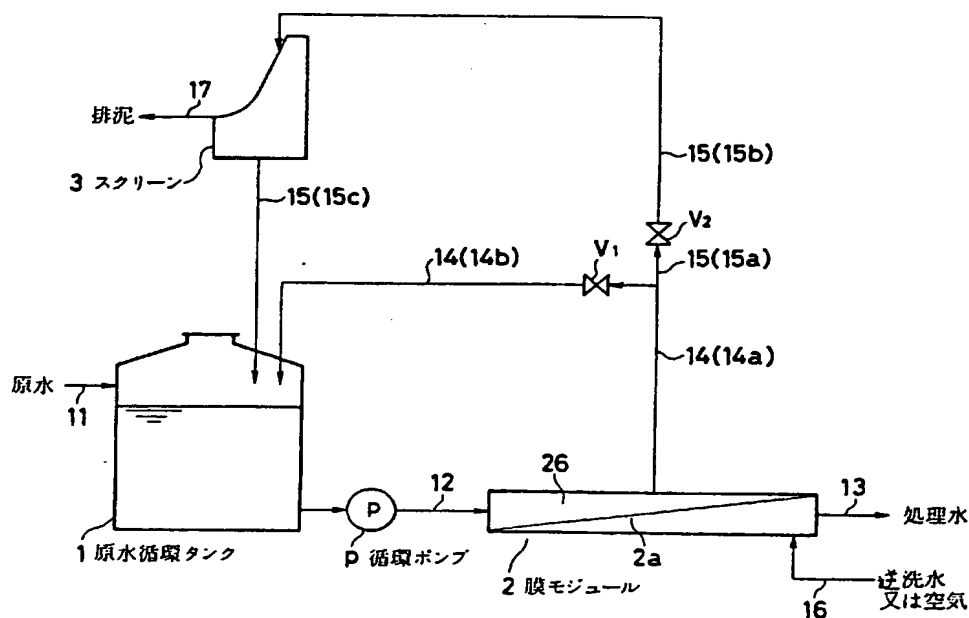 17
排泥
3 スクリーン
15(15c)
15(15b)
V2
14(14b)
V1
15(15a)
14(14a)
原水
11
26
12
13
P
処理水
1 原水循環タンク
P 循環ポンプ
2a
2 膜モジュール
16
逆洗水
又は空気